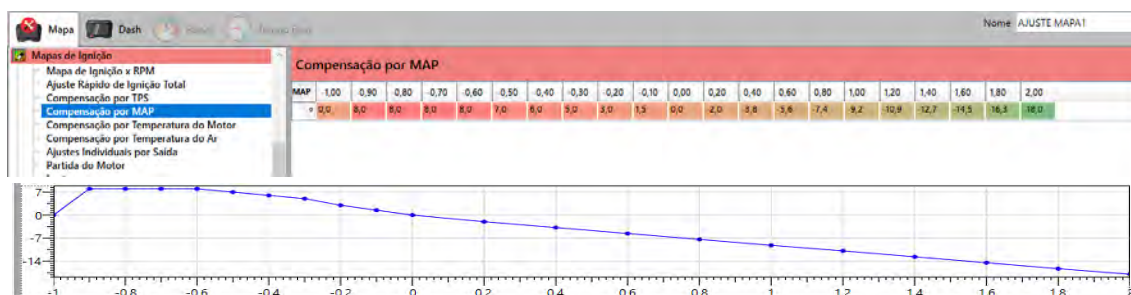 Mapa Dash Nome AJUSTE MAPA1
Mapas de Ignição
Mapa de Ignição x RPM
Ajuste Rápido de Ignição Total
Compensação por TPS
Compensação por MAP
Compensação por Temperatura do Motor
Compensação por Temperatura do Ar
Ajustes Individuais por Saída
Partida do Motor
Compensação por MAP
MAP -1,00 -0,90 -0,80 -0,70 -0,60 -0,50 -0,40 -0,30 -0,20 -0,10 0,00 0,20 0,40 0,60 0,80 1,00 1,20 1,40 1,60 1,80 2,00
° 0,0 8,0 8,0 8,0 8,0 7,0 6,0 5,0 3,0 1,5 0,0 -2,0 -3,8 -5,6 -7,4 -9,2 -10,9 -12,7 -14,5 -16,3 -18,0
7
0
-7
-14
-1 -0.8 -0.6 -0.4 -0.2 0 0.2 0.4 0.6 0.8 1 1.2 1.4 1.6 1.8 2